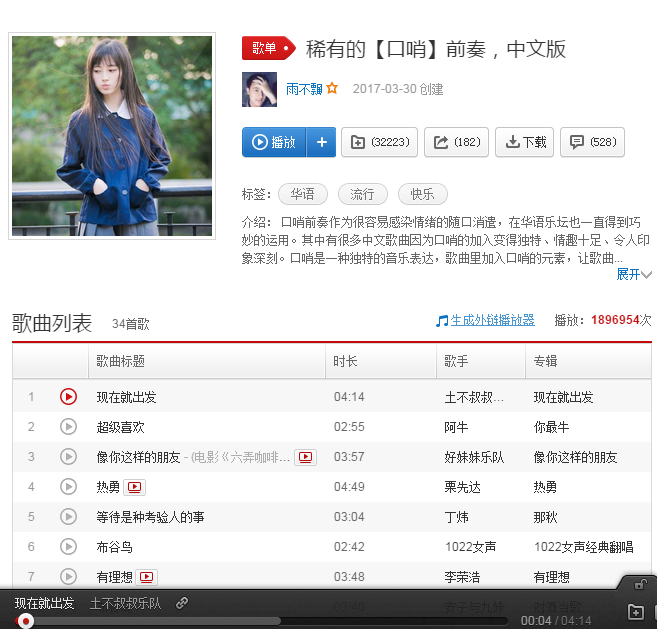 歌单
稀有的【口哨】前奏，中文版
雨不飄 2017-03-30 创建
播放 + (32223) (182) 下载 (528)
标签： 华语 流行 快乐
介绍： 口哨前奏作为很容易感染情绪的随口消遣，在华语乐坛也一直得到巧
妙的运用。其中有很多中文歌曲因为口哨的加入变得独特、情趣十足、令人印
象深刻。口哨是一种独特的音乐表达，歌曲里加入口哨的元素，让歌曲...
展开
歌曲列表 34首歌 生成外链播放器 播放：1896954次
歌曲标题 时长 歌手 专辑
1 现在就出发 04:14 土不叔叔... 现在就出发
2 超级喜欢 02:55 阿牛 你最牛
3 像你这样的朋友 - (电影《六弄咖啡... 03:57 好妹妹乐队 像你这样的朋友
4 热勇 04:49 栗先达 热勇
5 等待是种考验人的事 03:04 丁炜 那秋
6 布谷鸟 02:42 1022女声 1022女声经典翻唱
7 有理想 03:48 李荣浩 有理想
现在就出发 土不叔叔乐队
00:04 / 04:14